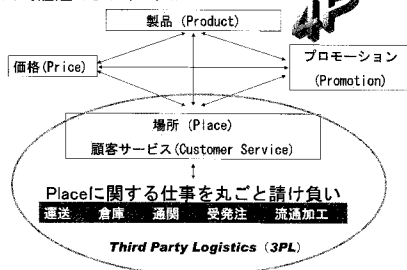 4P
製品 (Product)
価格(Price)
プロモーション
(Promotion)
場所 (Place)
顧客サービス(Customer Service)
Placeに関する仕事を丸ごと請け負い
運送 倉庫 通関 受発注 流通加工
Third Party Logistics (3PL)